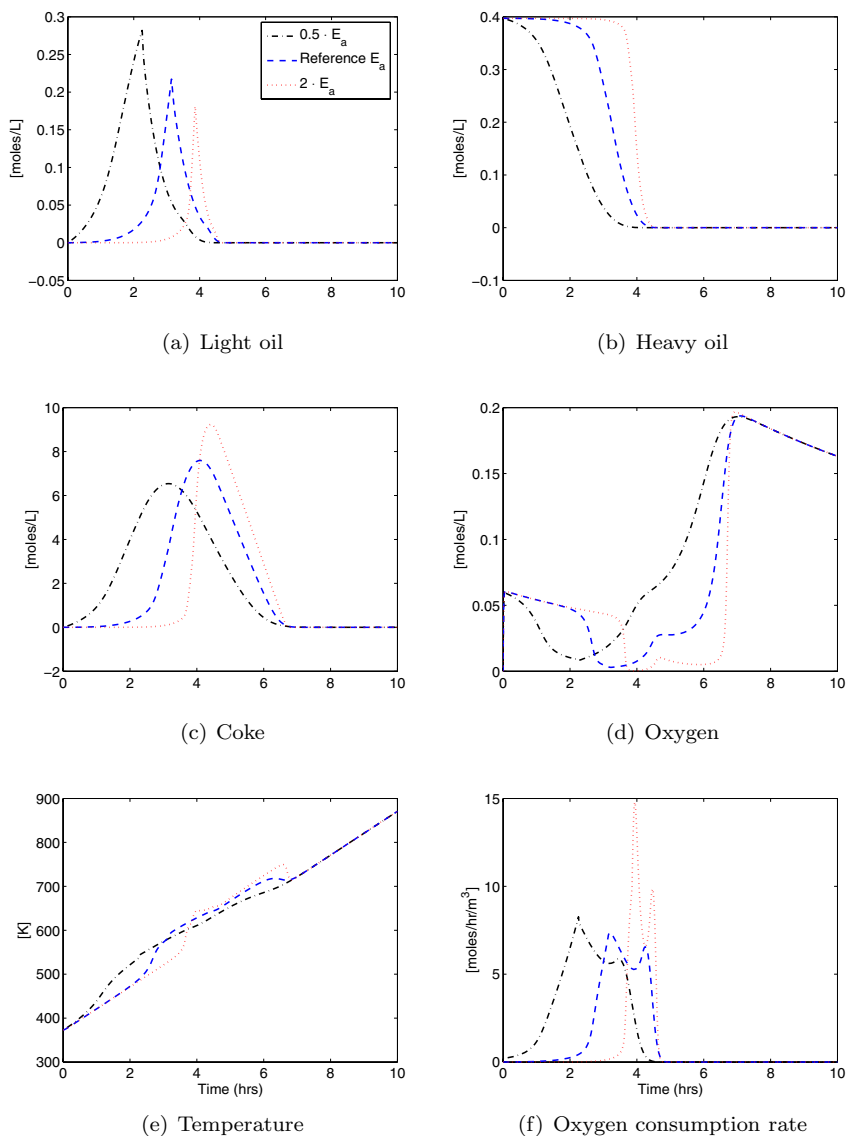 0.3
0.25
0.2
0.15
0.1
0.05
0
−0.05
[moles/L]
0 2 4 6 8 10
0.5 · E_a
Reference E_a
2 · E_a
(a) Light oil
0.4
0.3
0.2
0.1
0
−0.1
[moles/L]
0 2 4 6 8 10
(b) Heavy oil
10
8
6
4
2
0
−2
[moles/L]
0 2 4 6 8 10
(c) Coke
0.2
0.15
0.1
0.05
0
[moles/L]
0 2 4 6 8 10
(d) Oxygen
900
800
700
600
500
400
300
[K]
0 2 4 6 8 10
Time (hrs)
(e) Temperature
15
10
5
0
[moles/hr/m³]
0 2 4 6 8 10
Time (hrs)
(f) Oxygen consumption rate